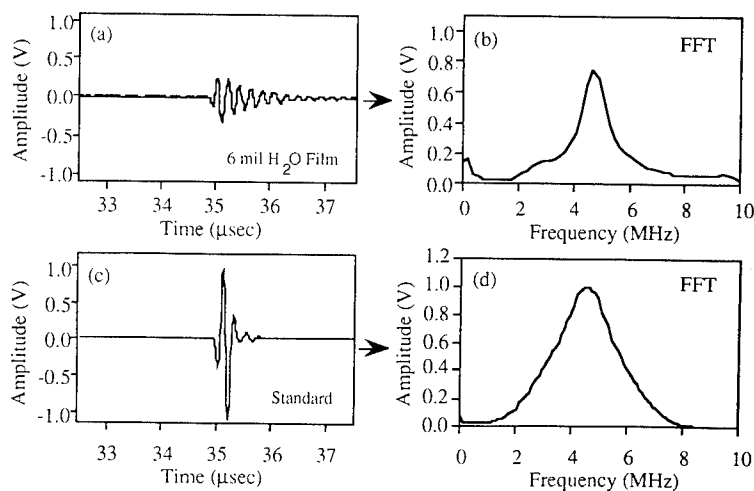 (a)
Amplitude (V)
1.0
0.5
0.0
-0.5
-1.0
6 mil H2O Film
33 34 35 36 37
Time (μsec)
(b)
FFT
Amplitude (V)
1.0
0.8
0.6
0.4
0.2
0.0
0 2 4 6 8 10
Frequency (MHz)
(c)
Amplitude (V)
1.0
0.5
0.0
-0.5
-1.0
Standard
33 34 35 36 37
Time (μsec)
(d)
FFT
Amplitude (V)
1.2
1.0
0.8
0.6
0.4
0.2
0.0
0 2 4 6 8 10
Frequency (MHz)